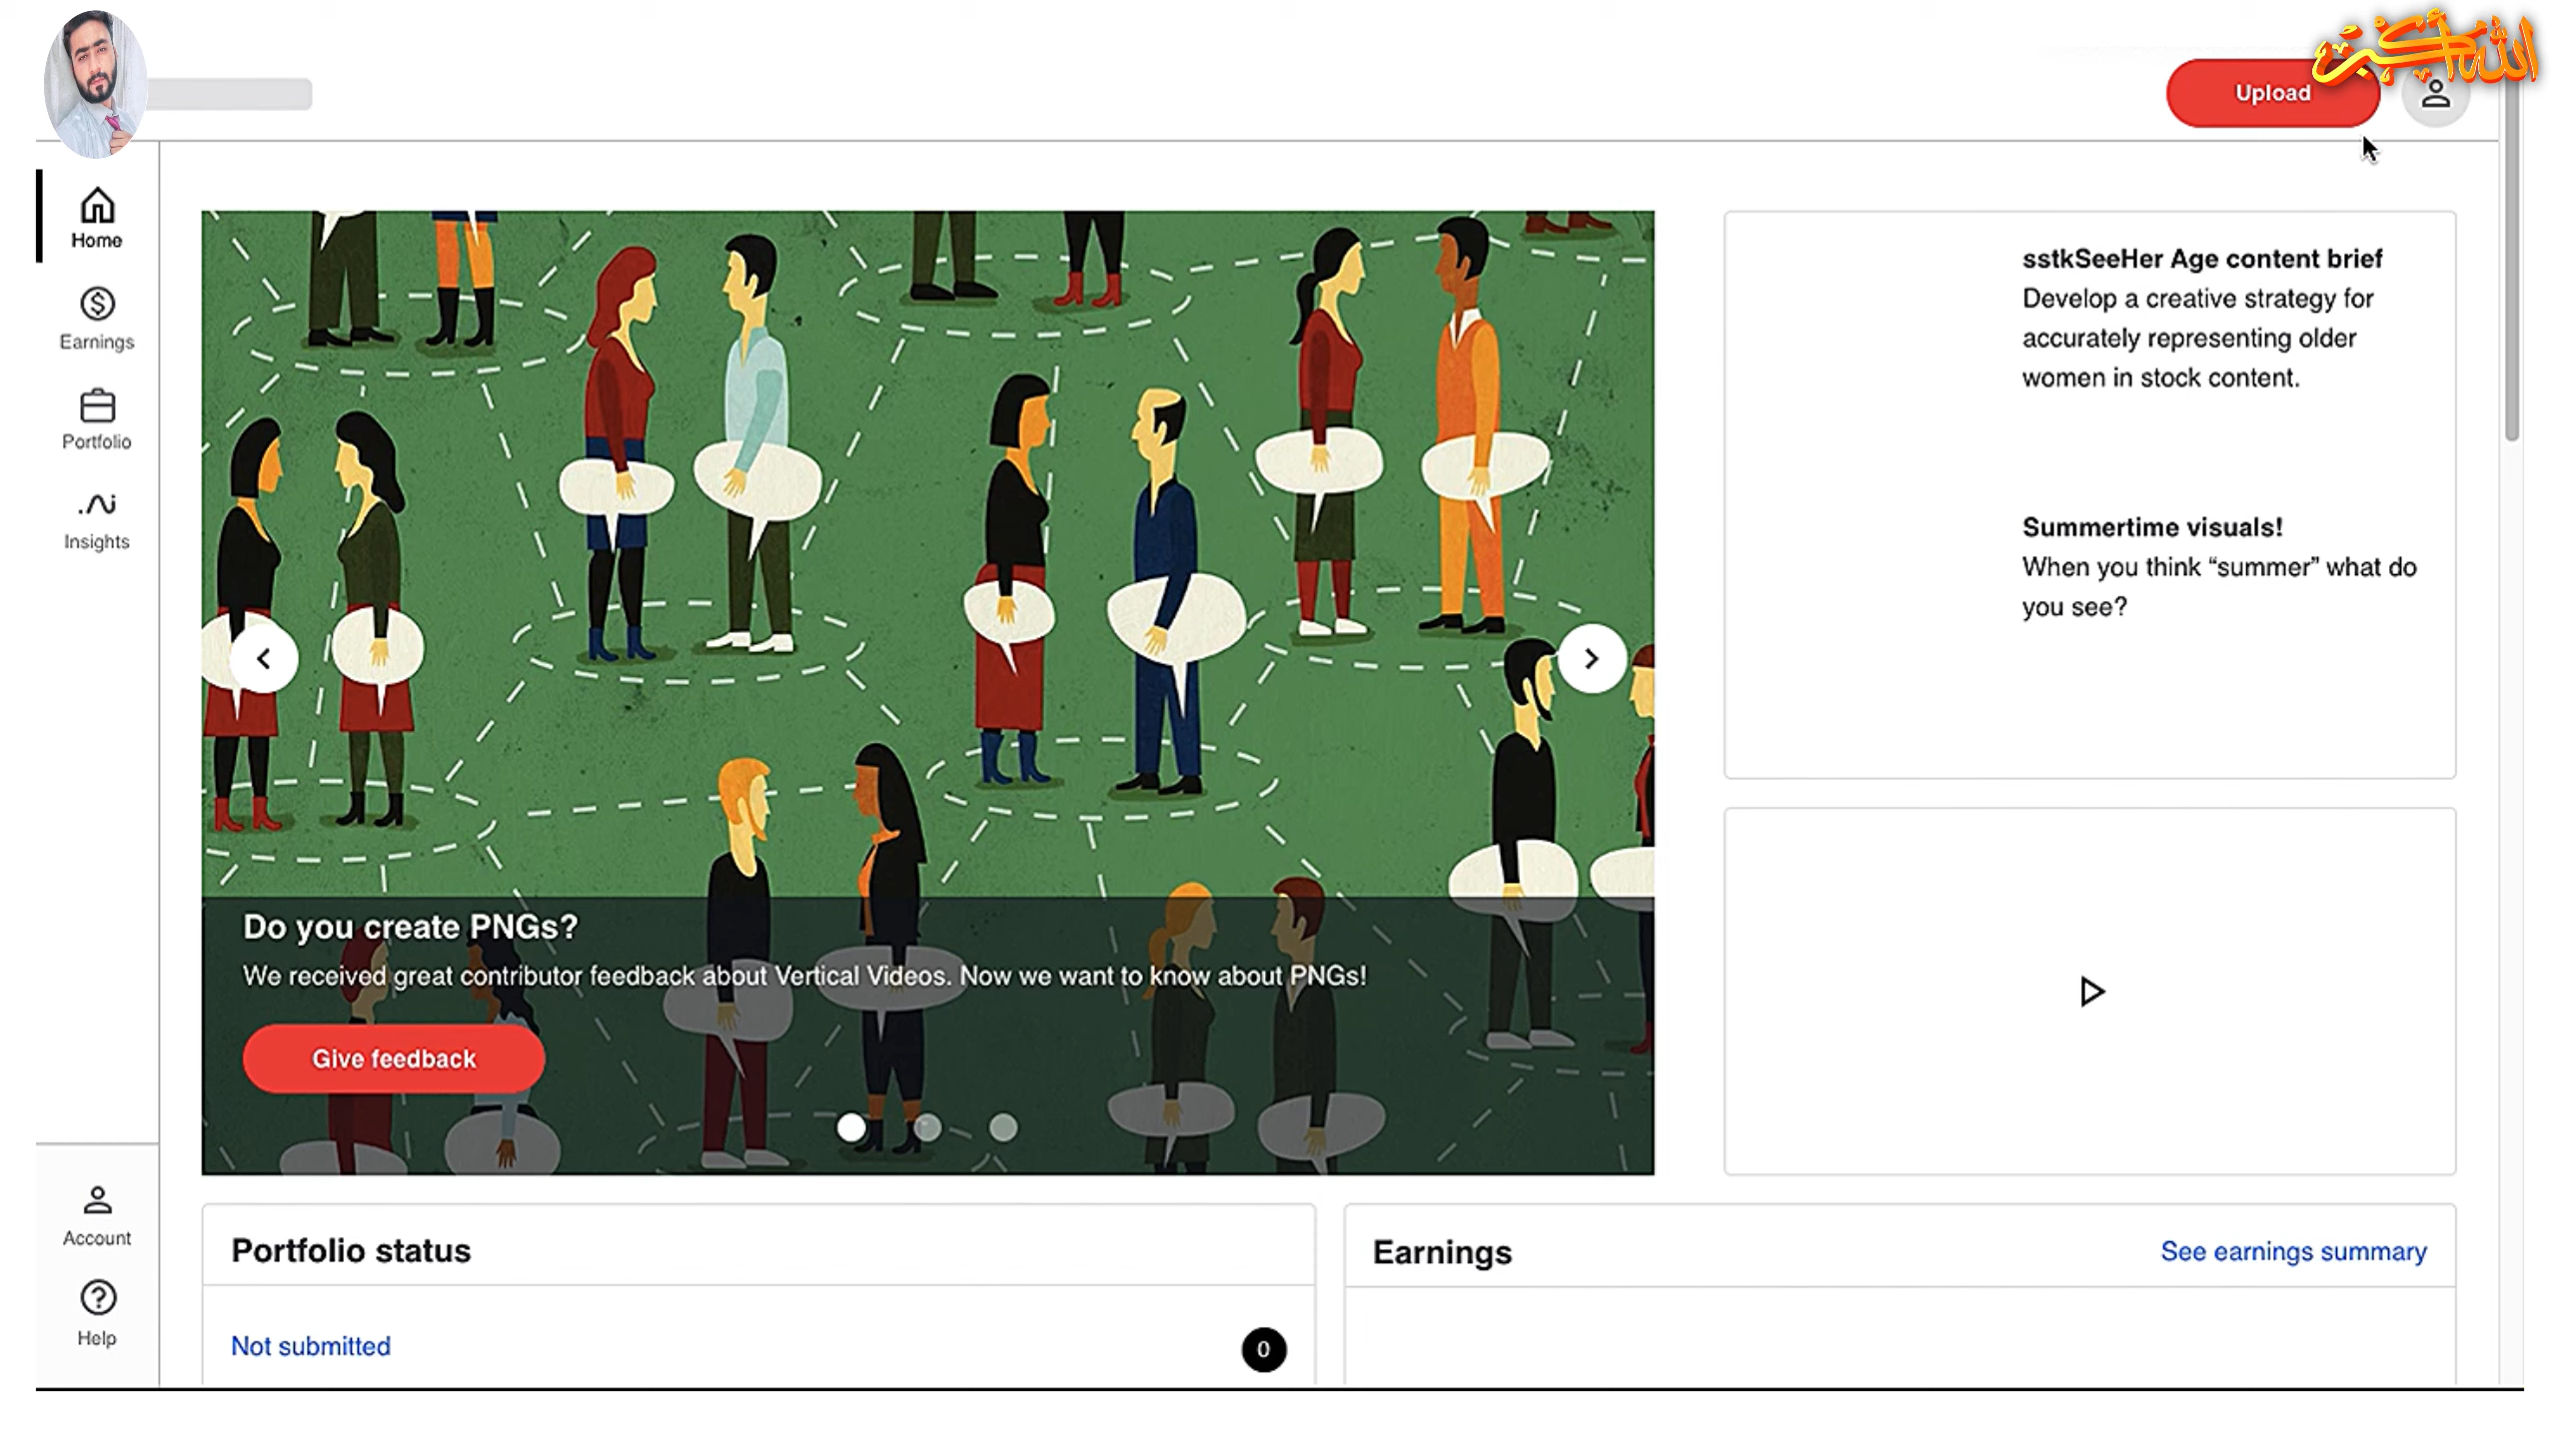 الله أكبر
Upload
Home
Earnings
Portfolio
Insights
Account
Help
Do you create PNGs?
We received great contributor feedback about Vertical Videos. Now we want to know about PNGs!
Give feedback
sstkSeeHer Age content brief
Develop a creative strategy for
accurately representing older
women in stock content.
Summertime visuals!
When you think “summer” what do
you see?
Portfolio status
Not submitted
0
Earnings
See earnings summary